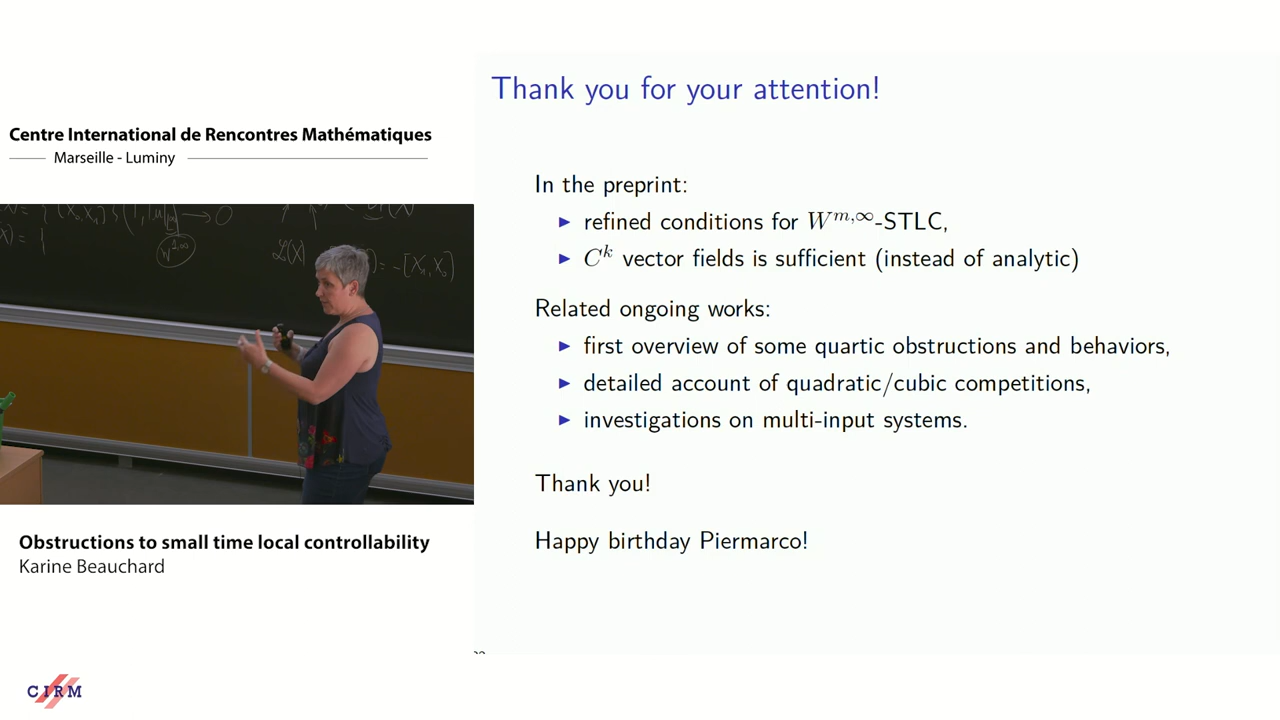 Centre International de Rencontres Mathématiques
Marseille - Luminy
Obstructions to small time local controllability
Karine Beauchard
CIRM
Thank you for your attention!
In the preprint:
▶ refined conditions for W^{m,∞}-STLC,
▶ C^k vector fields is sufficient (instead of analytic)
Related ongoing works:
▶ first overview of some quartic obstructions and behaviors,
▶ detailed account of quadratic/cubic competitions,
▶ investigations on multi-input systems.
Thank you!
Happy birthday Piermarco!